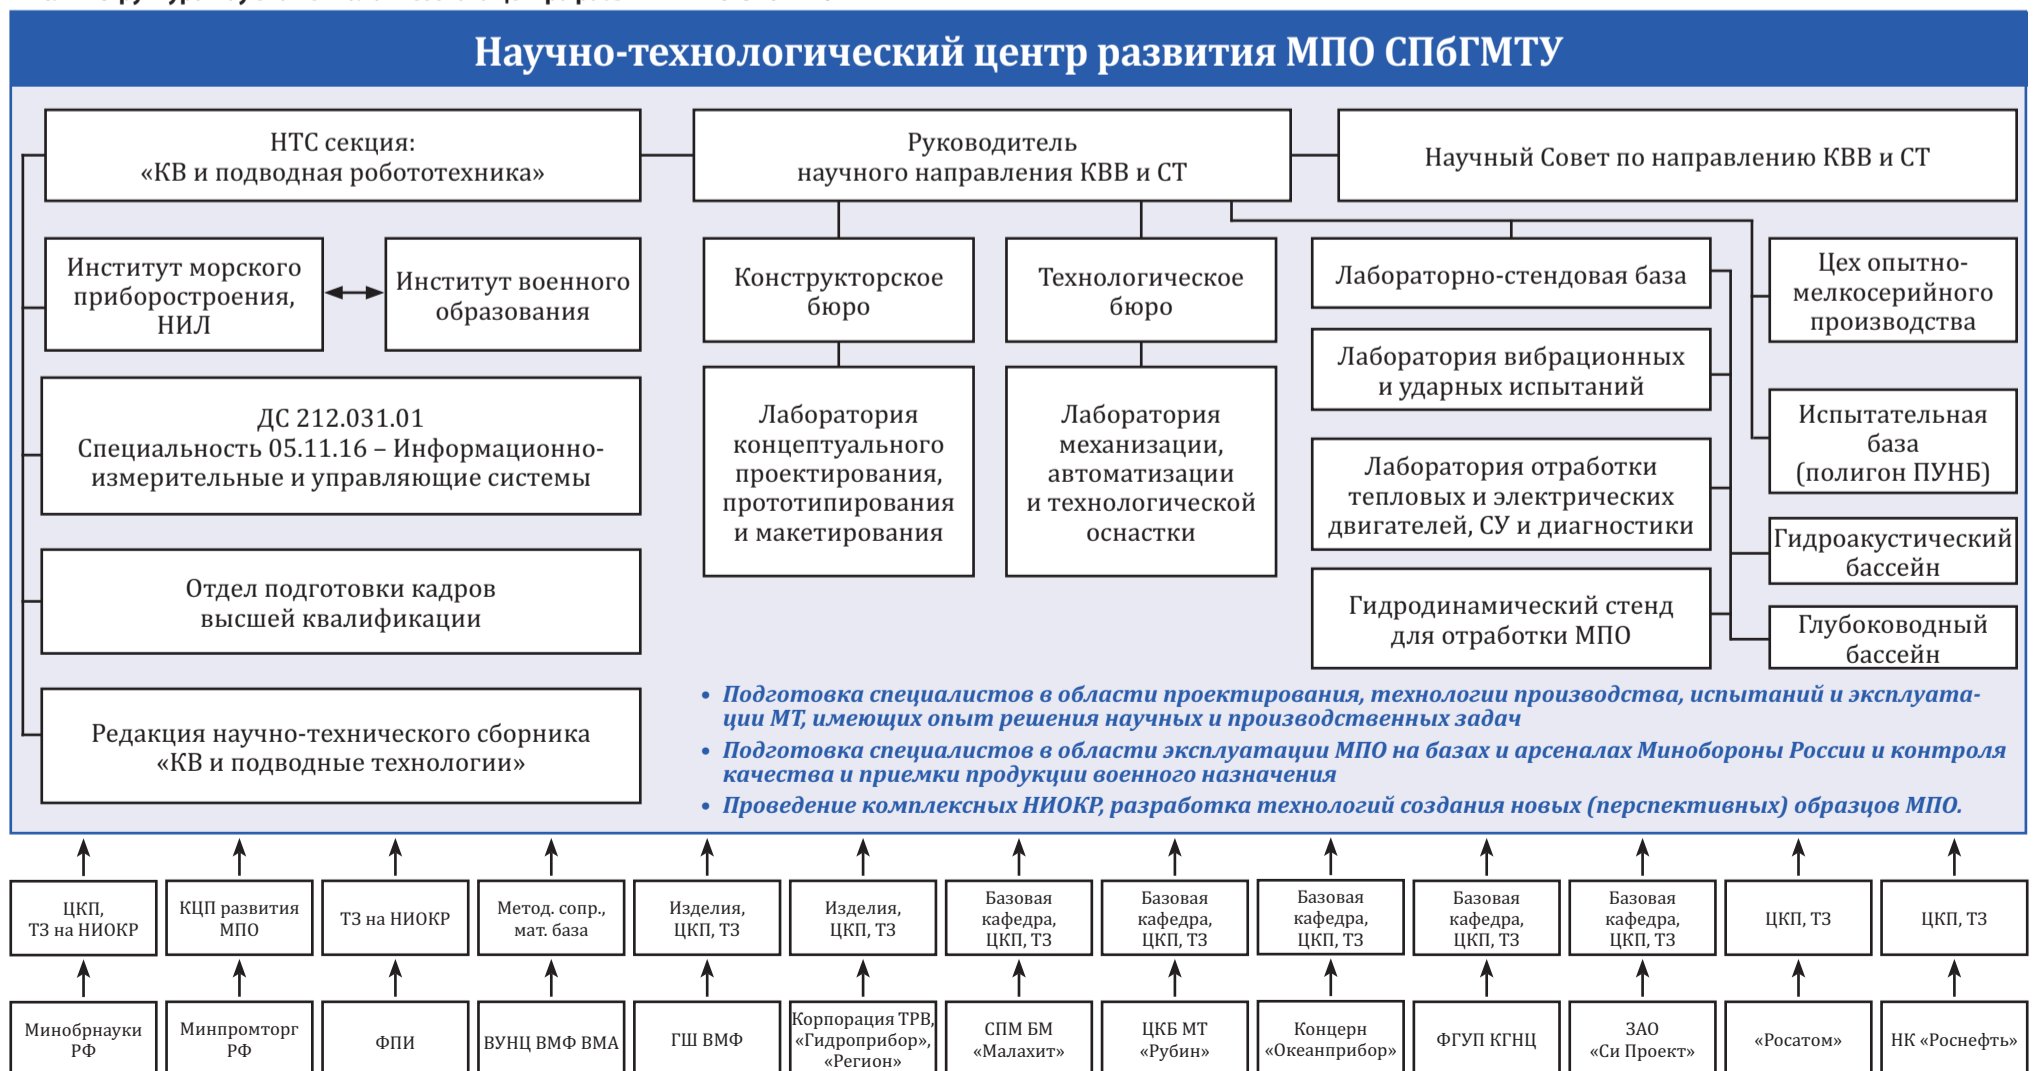 Научно-технологический центр развития МПО СПбГМТУ
НТС секция:
«КВ и подводная робототехника»
Руководитель
научного направления КВВ и СТ
Научный Совет по направлению КВВ и СТ
Институт морского
приборостроения,
НИЛ
Институт военного
образования
Конструкторское
бюро
Технологическое
бюро
Лабораторно-стендовая база
Цех опытно-
мелкосерийного
производства
Лаборатория вибрационных
и ударных испытаний
ДС 212.031.01
Специальность 05.11.16 – Информационно-
измерительные и управляющие системы
Лаборатория
концептуального
проектирования,
прототипирования
и макетирования
Лаборатория
механизации,
автоматизации
и технологической
оснастки
Испытательная
база
(полигон ПУНБ)
Лаборатория отработки
тепловых и электрических
двигателей, СУ и диагностики
Гидроакустический
бассейн
Отдел подготовки кадров
высшей квалификации
Гидродинамический стенд
для отработки МПО
Глубоководный
бассейн
Редакция научно-технического сборника
«КВ и подводные технологии»
• Подготовка специалистов в области проектирования, технологии производства, испытаний и эксплуата-
ции МТ, имеющих опыт решения научных и производственных задач
• Подготовка специалистов в области эксплуатации МПО на базах и арсеналах Минобороны России и контроля
качества и приемки продукции военного назначения
• Проведение комплексных НИОКР, разработка технологий создания новых (перспективных) образцов МПО.
ЦКП,
ТЗ на НИОКР
КЦП развития
МПО
ТЗ на НИОКР
Метод. сопр.,
мат. база
Изделия,
ЦКП, ТЗ
Изделия,
ЦКП, ТЗ
Базовая
кафедра,
ЦКП, ТЗ
Базовая
кафедра,
ЦКП, ТЗ
Базовая
кафедра,
ЦКП, ТЗ
Базовая
кафедра,
ЦКП, ТЗ
Базовая
кафедра,
ЦКП, ТЗ
ЦКП, ТЗ
ЦКП, ТЗ
Минобрнауки
РФ
Минпромторг
РФ
ФПИ
ВУНЦ ВМФ ВМА
ГШ ВМФ
Корпорация ТРВ,
«Гидроприбор»,
«Регион»
СПМ БМ
«Малахит»
ЦКБ МТ
«Рубин»
Концерн
«Океанприбор»
ФГУП КГНЦ
ЗАО
«Си Проект»
«Росатом»
НК «Роснефть»